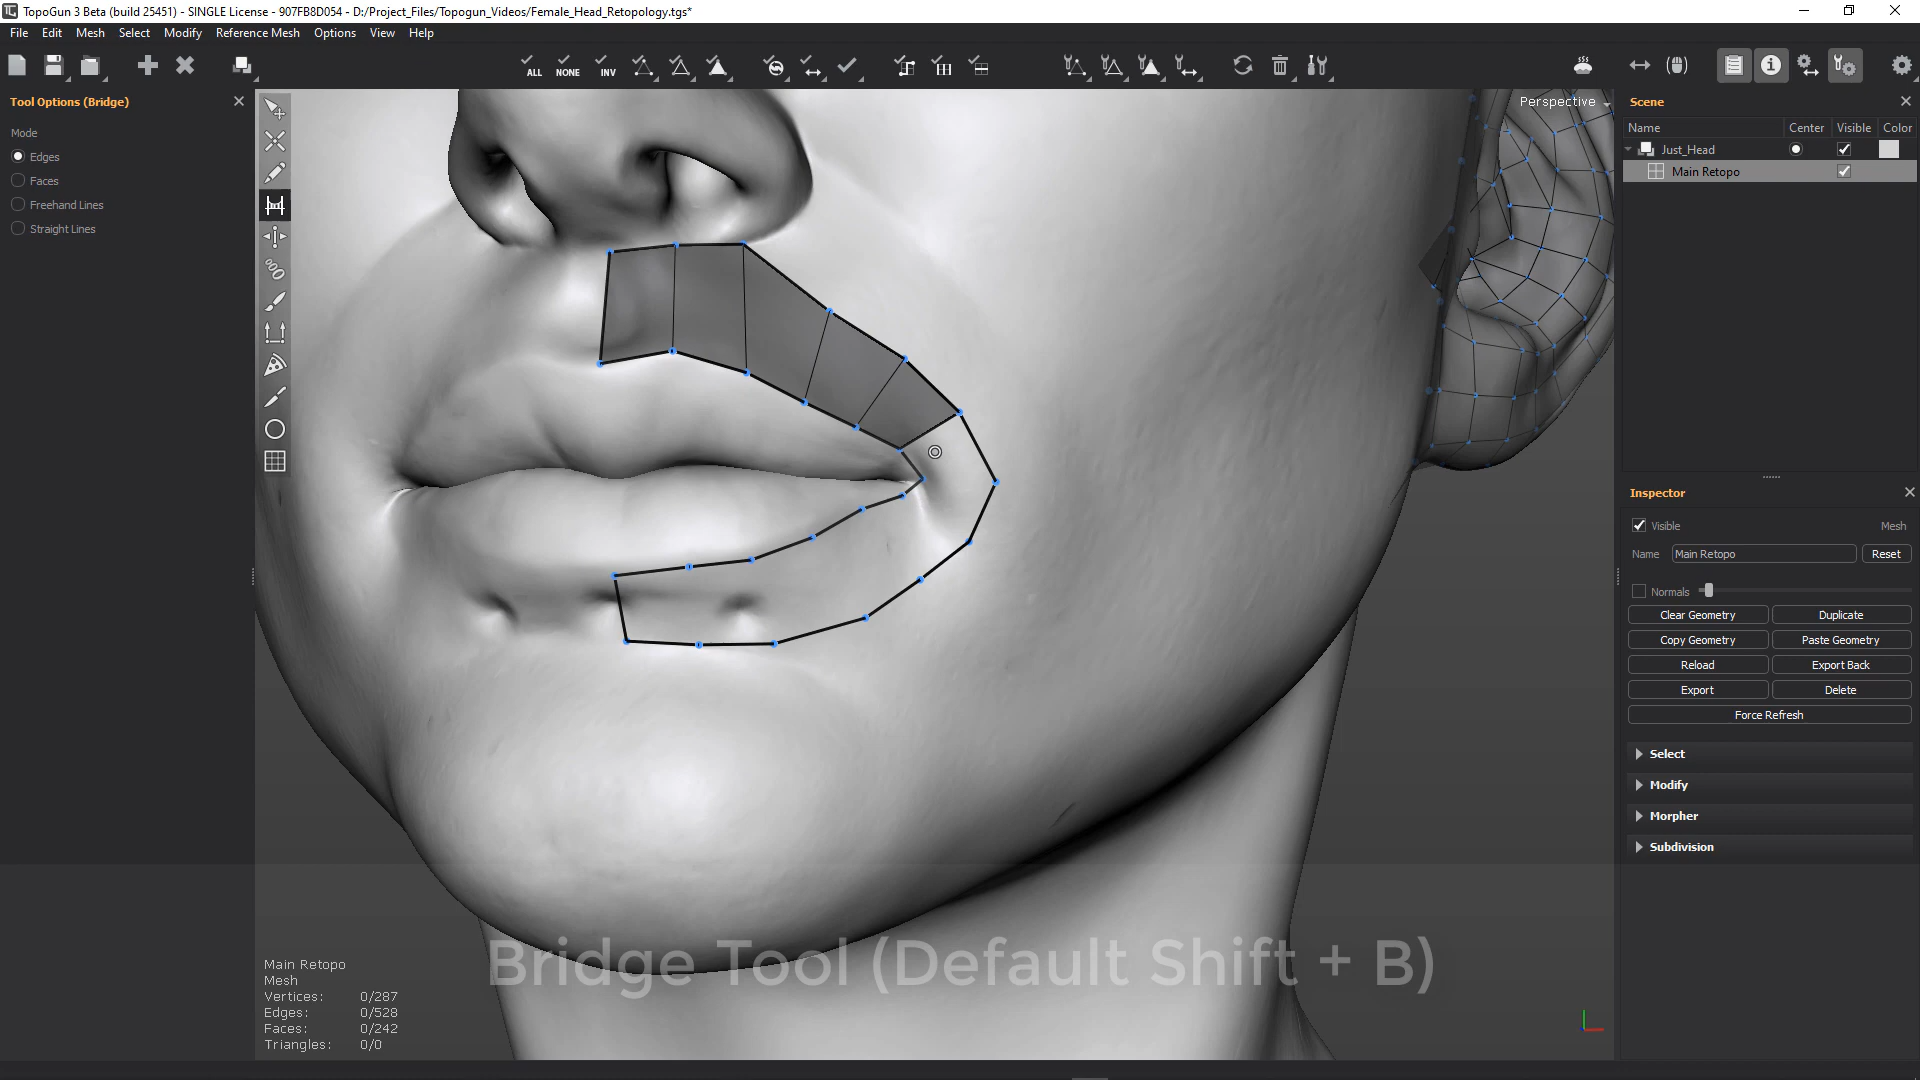 TopoGun 3 Beta (build 25451) - SINGLE License - 907FB8D054 - D:/Project_Files/Topogun_Videos/Female_Head_Retopology.tgs*
File Edit Mesh Select Modify Reference Mesh Options View Help
ALL NONE INV
Tool Options (Bridge)
Mode
Edges
Faces
Freehand Lines
Straight Lines
Perspective
Scene
Name Center Visible Color
Just_Head
Main Retopo
Inspector
Visible Mesh
Name Main Retopo Reset
Normals
Clear Geometry Duplicate
Copy Geometry Paste Geometry
Reload Export Back
Export Delete
Force Refresh
Select
Modify
Morpher
Subdivision
Main Retopo
Mesh
Vertices: 0/287
Edges: 0/528
Faces: 0/242
Triangles: 0/0
Bridge Tool (Default Shift + B)